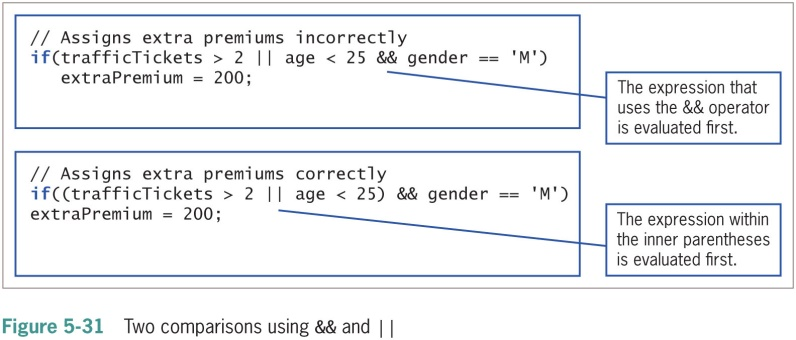 // Assigns extra premiums incorrectly
if(trafficTickets > 2 || age < 25 && gender == 'M')
extraPremium = 200;
The expression that
uses the && operator
is evaluated first.
// Assigns extra premiums correctly
if((trafficTickets > 2 || age < 25) && gender == 'M')
extraPremium = 200;
The expression within
the inner parentheses
is evaluated first.
Figure 5-31 Two comparisons using && and ||